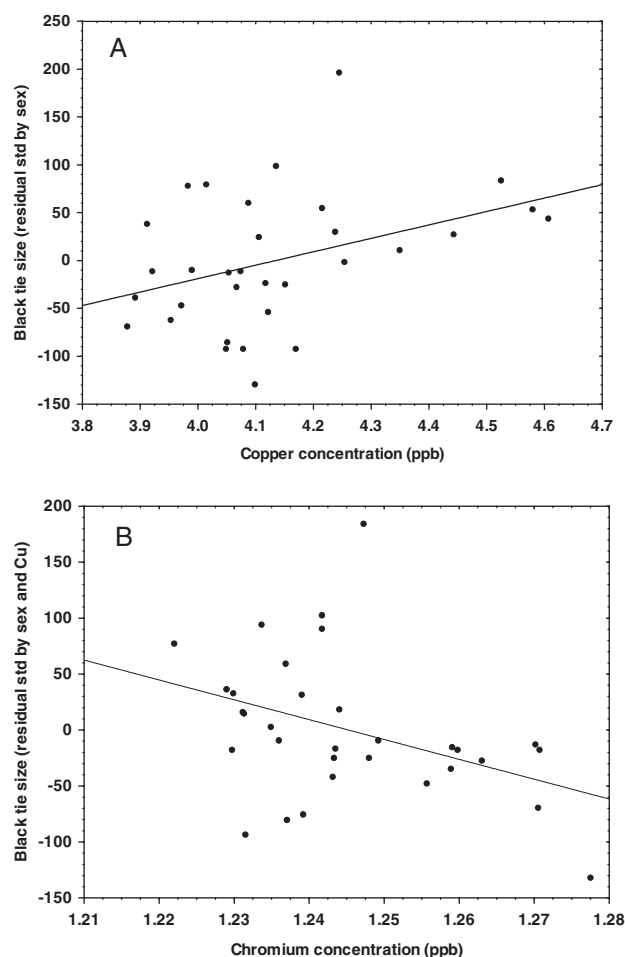 A
Black tie size (residual std by sex)
200
150
100
50
0
-50
-100
-150
250
3.8 3.9 4.0 4.1 4.2 4.3 4.4 4.5 4.6 4.7
Copper concentration (ppb)
B
Black tie size (residual std by sex and Cu)
200
150
100
50
0
-50
-100
-150
1.21 1.22 1.23 1.24 1.25 1.26 1.27 1.28
Chromium concentration (ppb)